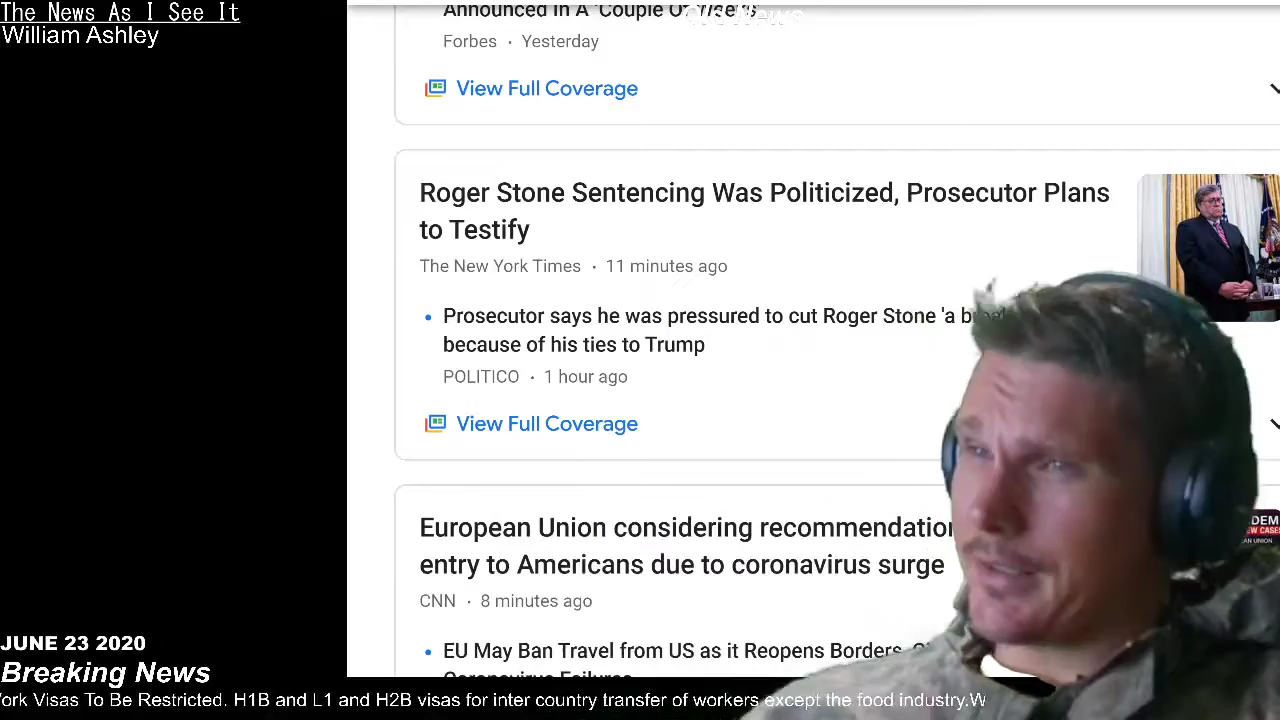 The News As I See It
William Ashley
Announced In A 'Couple Of
Forbes · Yesterday
View Full Coverage
Roger Stone Sentencing Was Politicized, Prosecutor Plans
to Testify
The New York Times · 11 minutes ago
Prosecutor says he was pressured to cut Roger Stone 'a
because of his ties to Trump
POLITICO · 1 hour ago
View Full Coverage
European Union considering
entry to Americans due to coronavirus surge
CNN · 8 minutes ago
EU May Ban Travel from US as it Reopens Borders,
JUNE 23 2020
Breaking News
Visas To Be Restricted. H1B and L1 and H2B visas for inter country transfer of workers except the food industry.W